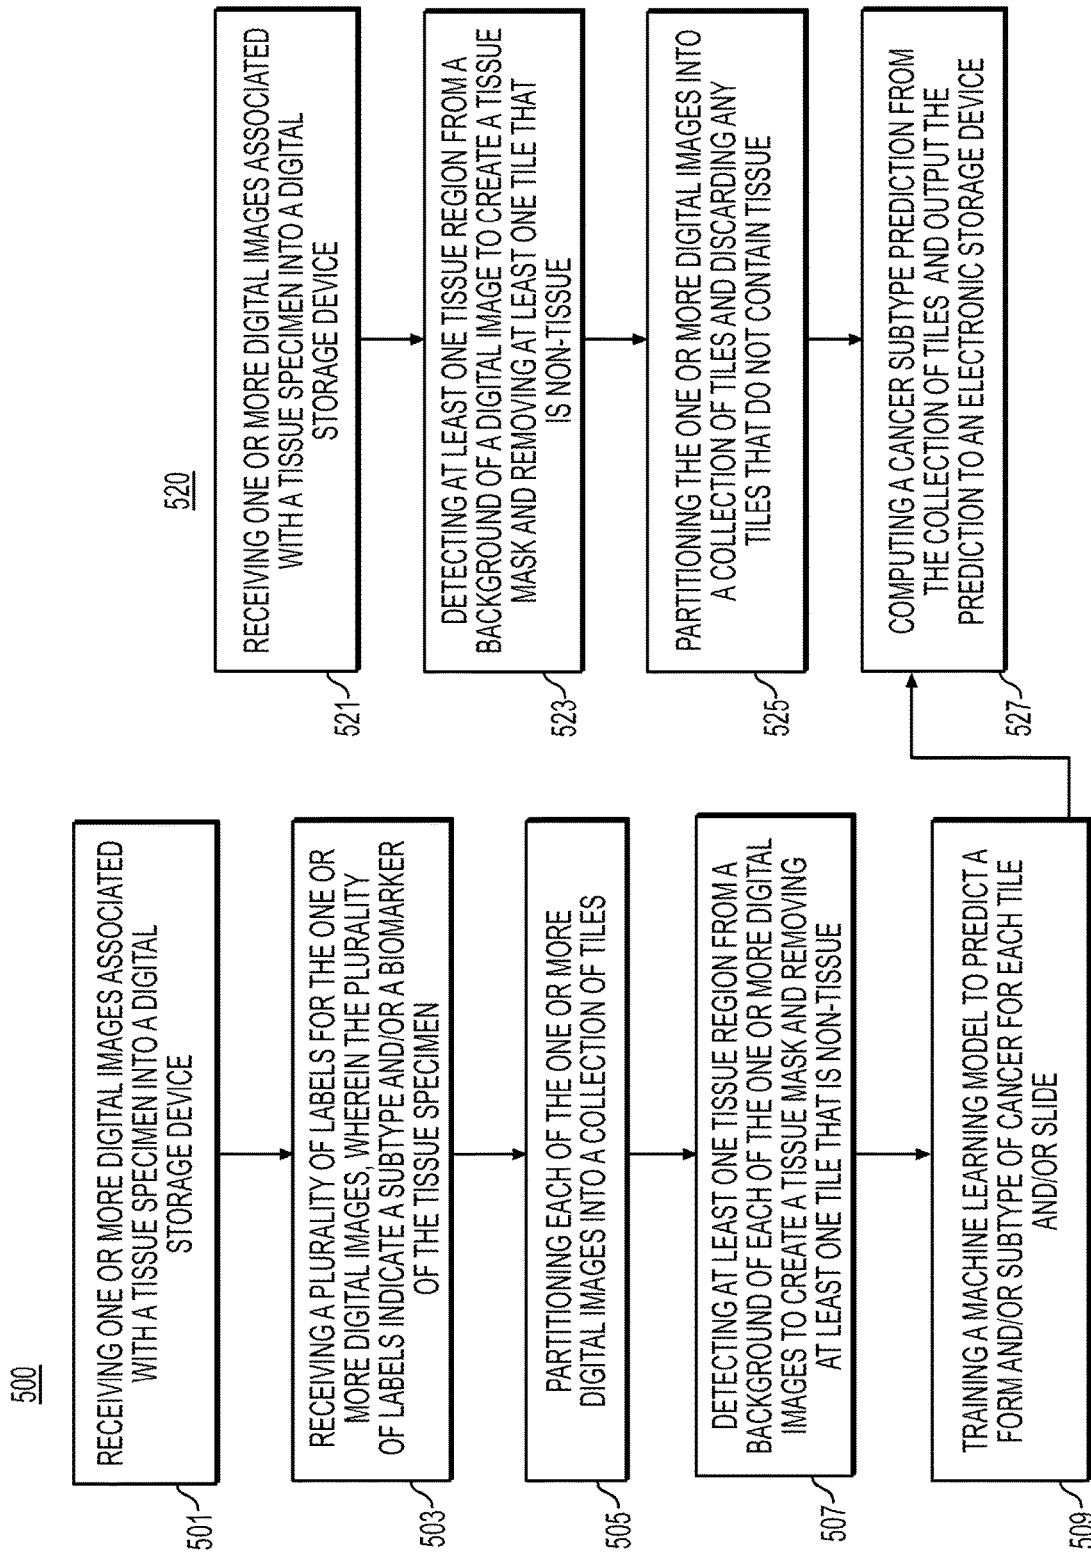 500
RECEIVING ONE OR MORE DIGITAL IMAGES ASSOCIATED
WITH A TISSUE SPECIMEN INTO A DIGITAL
STORAGE DEVICE
501
RECEIVING A PLURALITY OF LABELS FOR THE ONE OR
MORE DIGITAL IMAGES, WHEREIN THE PLURALITY
OF LABELS INDICATE A SUBTYPE AND/OR A BIOMARKER
OF THE TISSUE SPECIMEN
503
PARTITIONING EACH OF THE ONE OR MORE
DIGITAL IMAGES INTO A COLLECTION OF TILES
505
DETECTING AT LEAST ONE TISSUE REGION FROM A
BACKGROUND OF EACH OF THE ONE OR MORE DIGITAL
IMAGES TO CREATE A TISSUE MASK AND REMOVING
AT LEAST ONE TILE THAT IS NON-TISSUE
507
TRAINING A MACHINE LEARNING MODEL TO PREDICT A
FORM AND/OR SUBTYPE OF CANCER FOR EACH TILE
AND/OR SLIDE
509
520
RECEIVING ONE OR MORE DIGITAL IMAGES ASSOCIATED
WITH A TISSUE SPECIMEN INTO A DIGITAL
STORAGE DEVICE
521
DETECTING AT LEAST ONE TISSUE REGION FROM A
BACKGROUND OF A DIGITAL IMAGE TO CREATE A TISSUE
MASK AND REMOVING AT LEAST ONE TILE THAT
IS NON-TISSUE
523
PARTITIONING THE ONE OR MORE DIGITAL IMAGES INTO
A COLLECTION OF TILES AND DISCARDING ANY
TILES THAT DO NOT CONTAIN TISSUE
525
COMPUTING A CANCER SUBTYPE PREDICTION FROM
THE COLLECTION OF TILES AND OUTPUT THE
PREDICTION TO AN ELECTRONIC STORAGE DEVICE
527